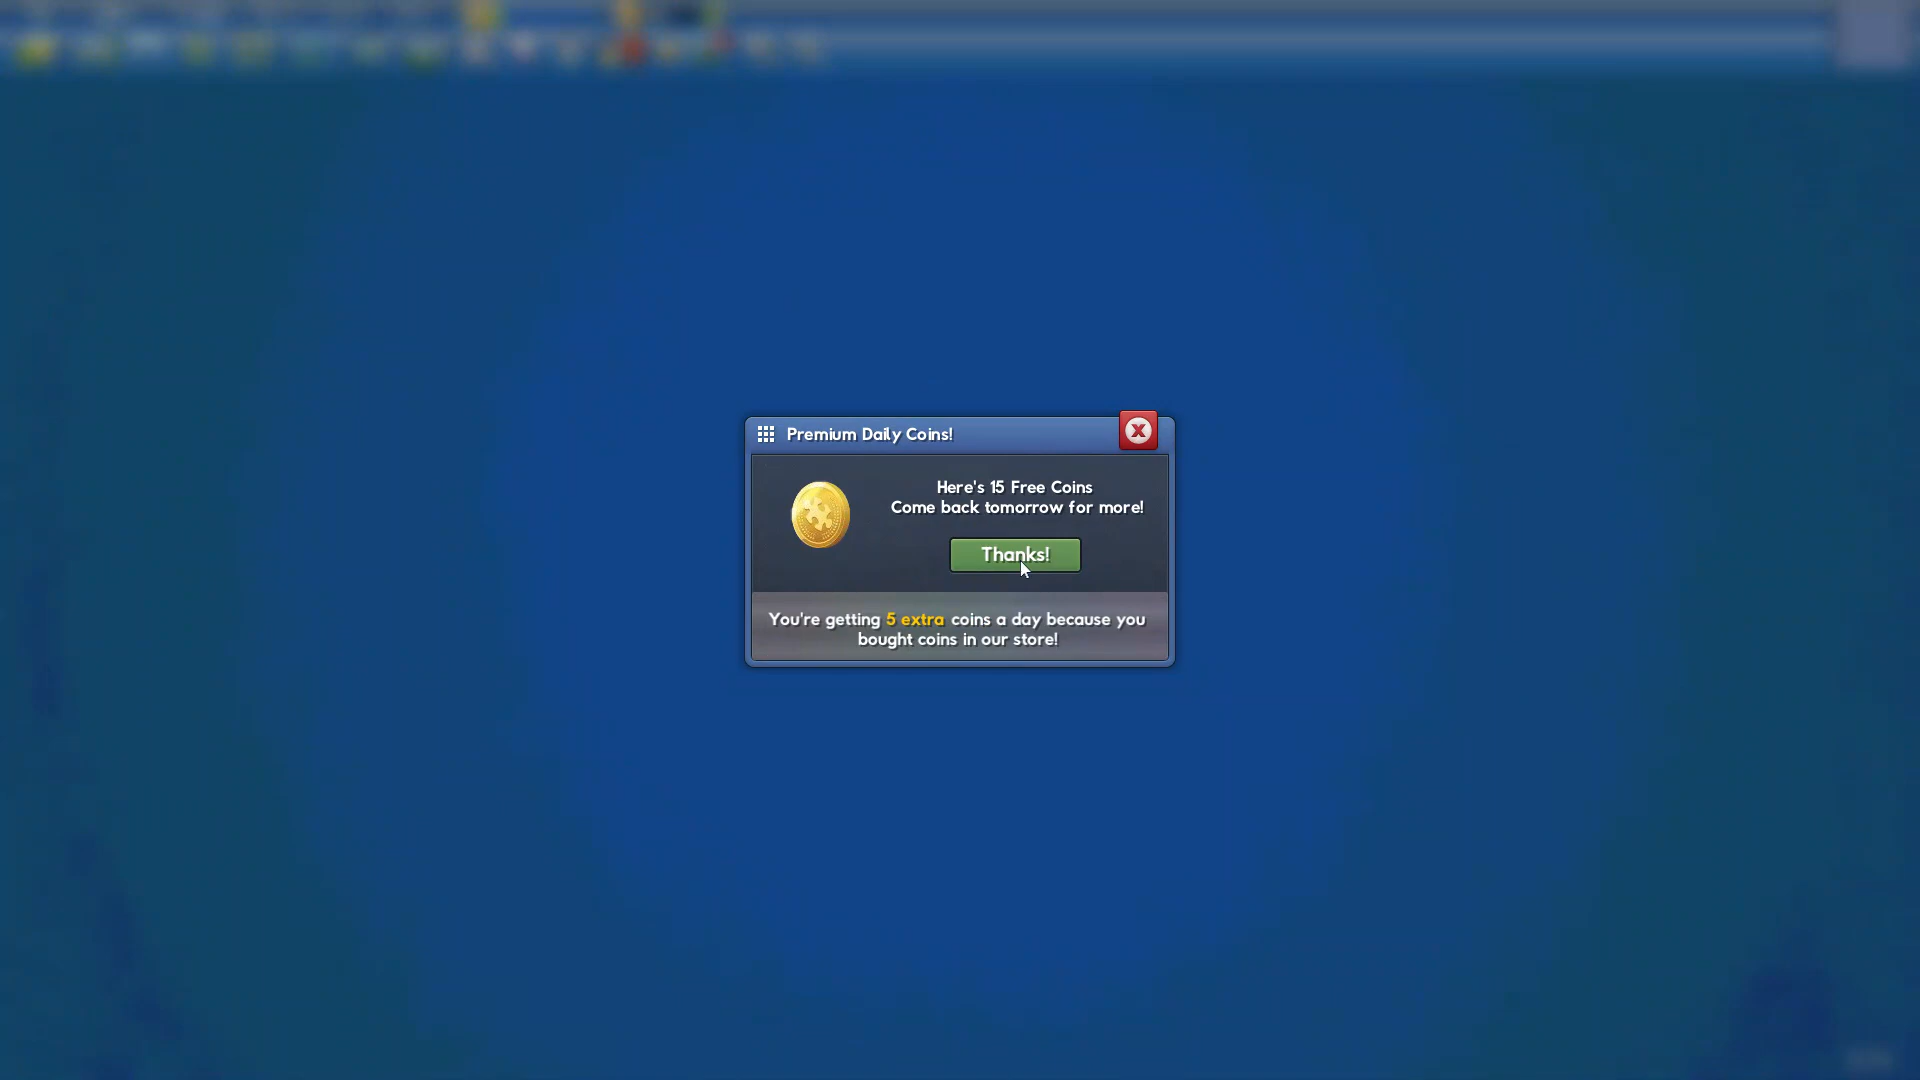 Premium Daily Coins!
Here's 15 Free Coins
Come back tomorrow for more!
Thanks!
You're getting 5 extra coins a day because you
bought coins in our store!